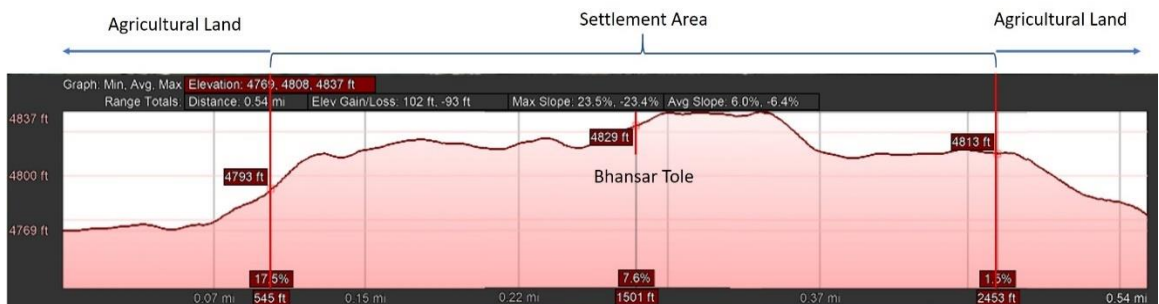 Agricultural Land
Settlement Area
Agricultural Land
Graph: Min, Avg, Max Elevation: 4769, 4808, 4837 ft
Range Totals: Distance: 0.54 mi Elev Gain/Loss: 102 ft, -93 ft Max Slope: 23.5%, -23.4% Avg Slope: 6.0%, -6.4%
4837 ft
4829 ft
4813 ft
4793 ft
4800 ft
Bhansar Tole
4769 ft
17.5% 7.6% 1.5%
0.07 mi 545 ft 0.15 mi 0.22 mi 1501 ft 0.37 mi 2453 ft 0.54 mi